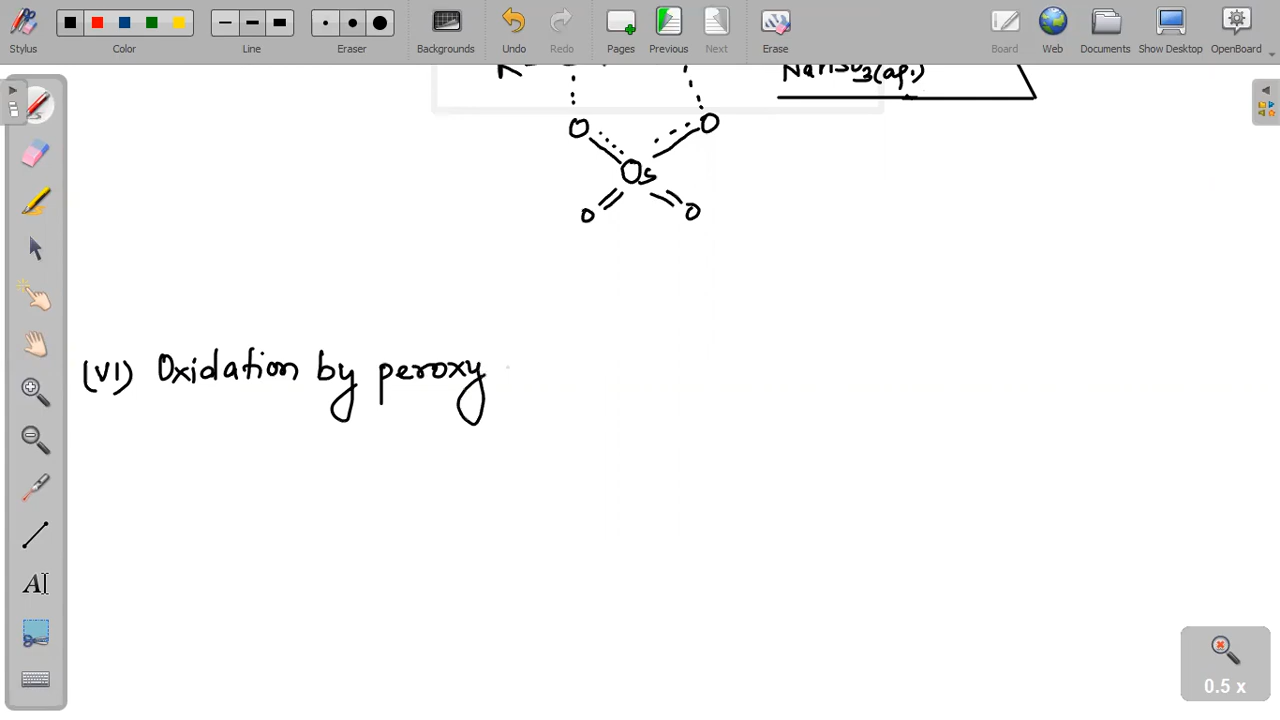 Stylus
Color
Line
Eraser
Backgrounds
Undo
Redo
Pages
Previous
Next
Erase
Board
Web
Documents
Show Desktop
OpenBoard
R
O
O
Os
O
O
(VI) Oxidation by peroxy
A
0.5 x